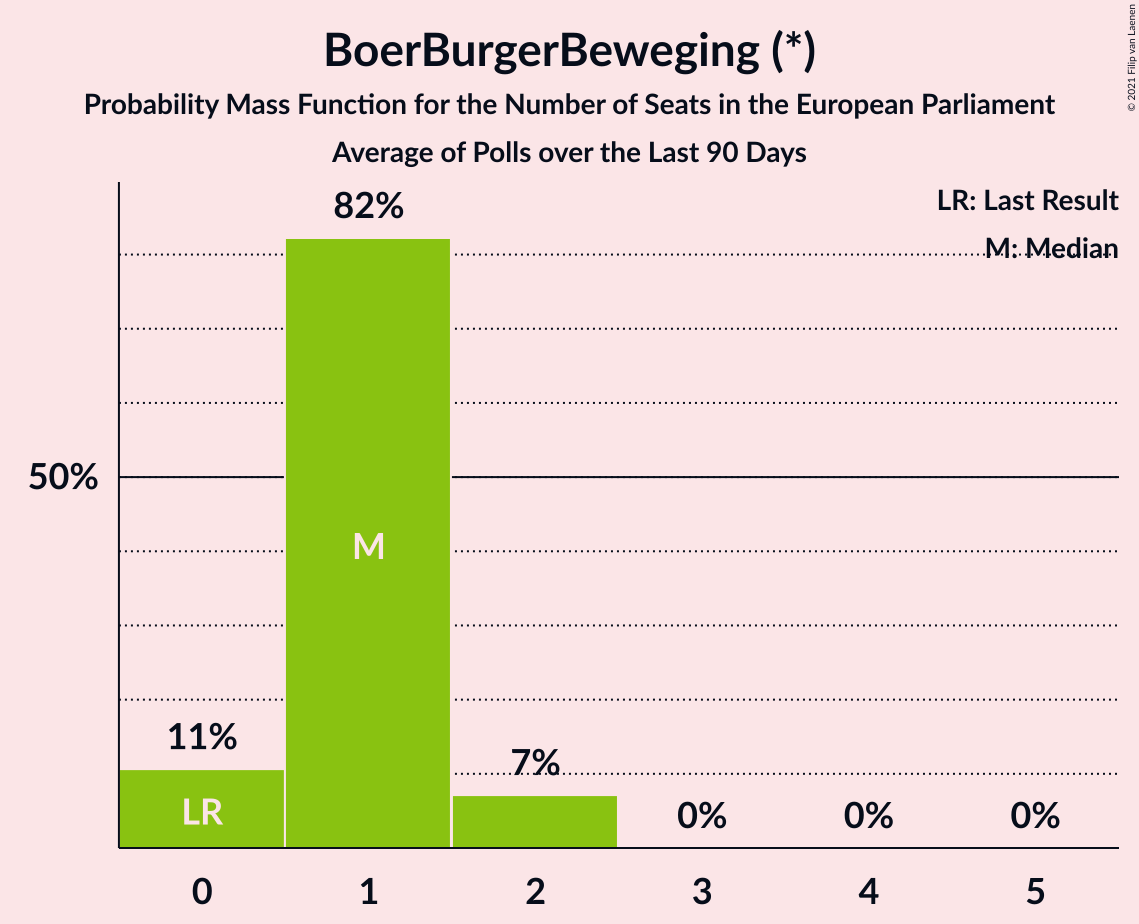 BoerBurgerBeweging (*)
Probability Mass Function for the Number of Seats in the European Parliament
Average of Polls over the Last 90 Days
© 2021 Filip van Laenen
LR: Last Result
M: Median
82%
50%
M
11%
LR
7%
0%
0%
0%
0
1
2
3
4
5